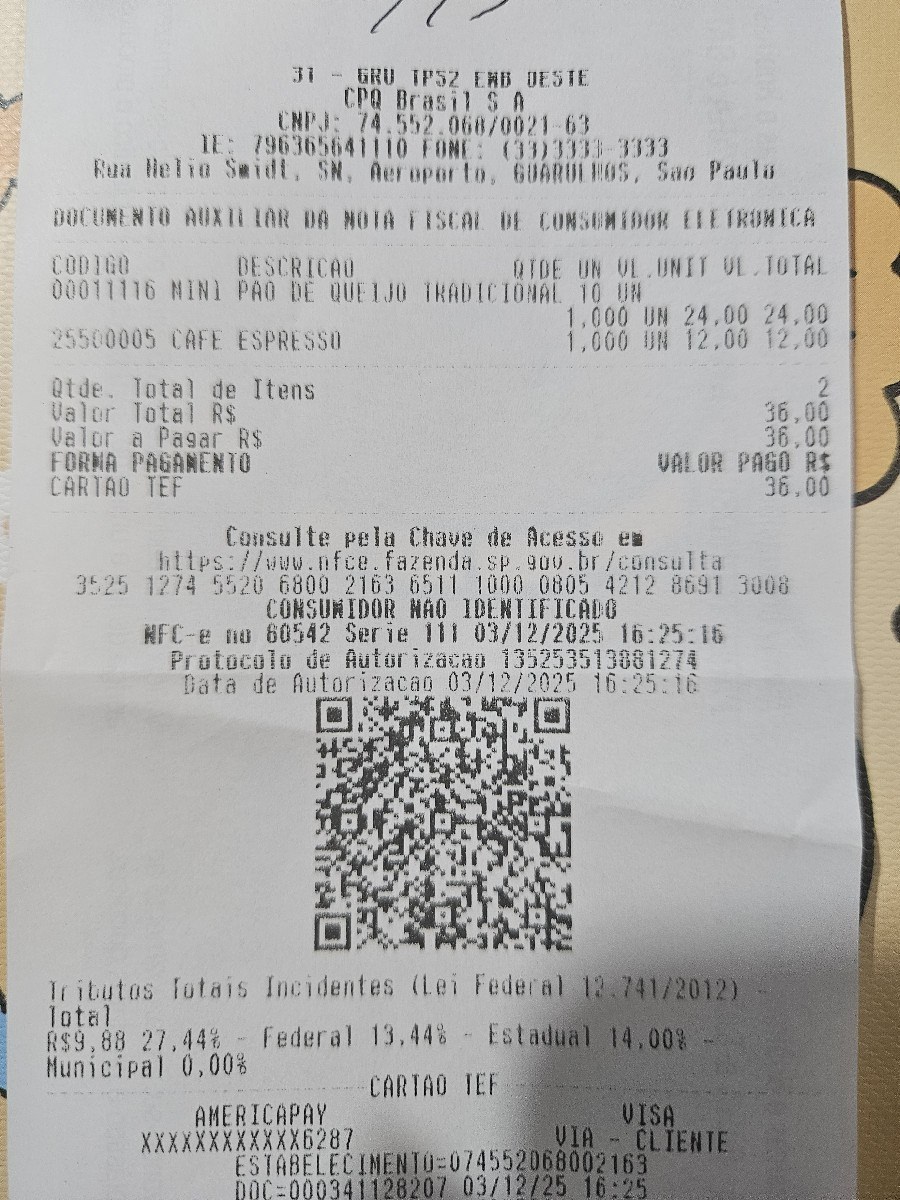 31 - GRU TPS2 EMB OESTE
CPQ Brasil S A
CNPJ: 74.552.068/0021-63
IE: 796365641110 FONE: (33)3333-3333
Rua Helio Smidt, SN, Aeroporto, GUARULHOS, Sao Paulo
DOCUMENTO AUXILIAR DA NOTA FISCAL DE CONSUMIDOR ELETRONICA
CODIGO DESCRICAO QTDE UN VL.UNIT VL.TOTAL
00011116 MINI PAO DE QUEIJO TRADICIONAL 10 UN
1,000 UN 24,00 24,00
25500005 CAFE ESPRESSO 1,000 UN 12,00 12,00
Qtde. Total de Itens 2
Valor Total R$ 36,00
Valor a Pagar R$ 36,00
FORMA PAGAMENTO VALOR PAGO R$
CARTAO TEF 36,00
Consulte pela Chave de Acesso em
https://www.nfce.fazenda.sp.gov.br/consulta
3525 1274 5520 6800 2163 6511 1000 0805 4212 8691 3008
CONSUMIDOR NAO IDENTIFICADO
NFC-e no 80542 Serie 111 03/12/2025 16:25:16
Protocolo de Autorizacao 135253513881274
Data de Autorizacao 03/12/2025 16:25:16
Tributos Totais Incidentes (Lei Federal 12.741/2012) -
Total
R$9,88 27,44% - Federal 13,44% - Estadual 14,00% -
Municipal 0,00%
CARTAO TEF
AMERICAPAY VISA
XXXXXXXXXXXX6287 VIA - CLIENTE
ESTABELECIMENTO=074552068002163
DOC=000341128207 03/12/25 16:25